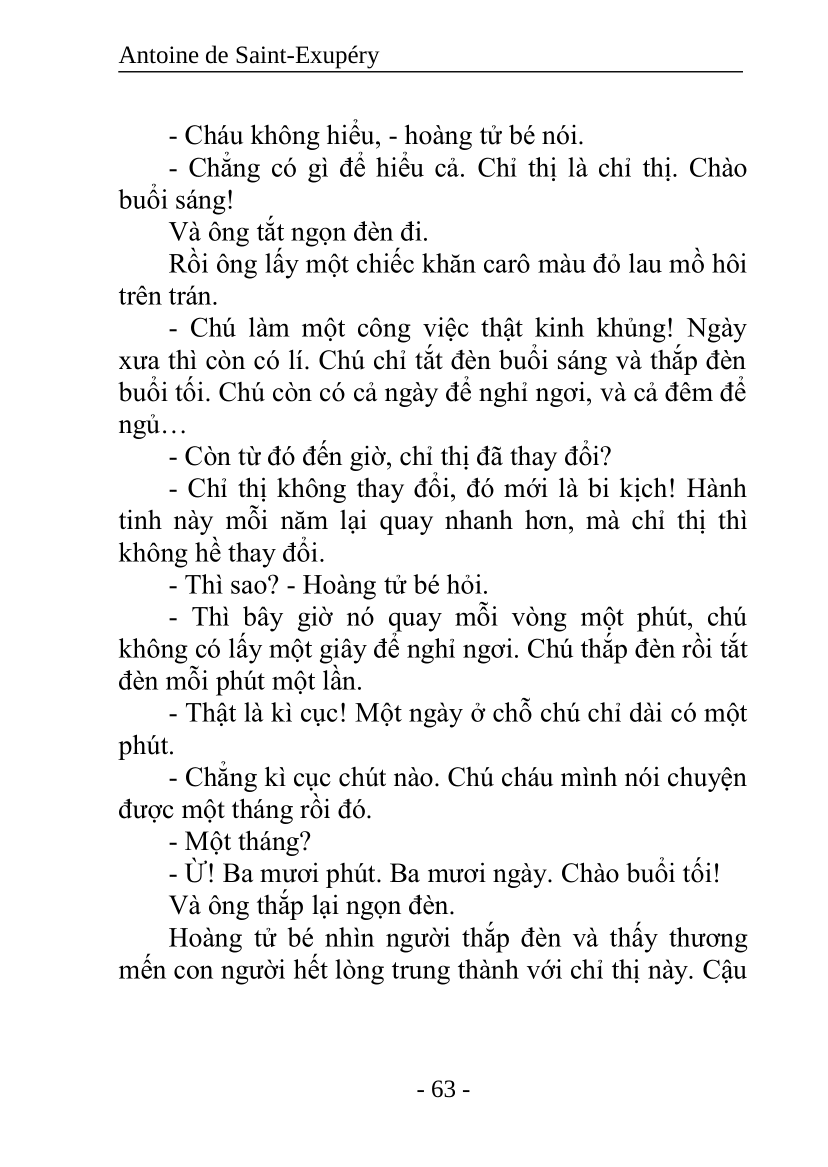 Antoine de Saint-Exupéry
- Cháu không hiểu, - hoàng tử bé nói.
- Chẳng có gì để hiểu cả. Chỉ thị là chỉ thị. Chào
buổi sáng!
Và ông tắt ngọn đèn đi.
Rồi ông lấy một chiếc khăn carô màu đỏ lau mồ hôi
trên trán.
- Chú làm một công việc thật kinh khủng! Ngày
xưa thì còn có lí. Chú chỉ tắt đèn buổi sáng và thắp đèn
buổi tối. Chú còn có cả ngày để nghỉ ngơi, và cả đêm để
ngủ…
- Còn từ đó đến giờ, chỉ thị đã thay đổi?
- Chỉ thị không thay đổi, đó mới là bi kịch! Hành
tinh này mỗi năm lại quay nhanh hơn, mà chỉ thị thì
không hề thay đổi.
- Thì sao? - Hoàng tử bé hỏi.
- Thì bây giờ nó quay mỗi vòng một phút, chú
không có lấy một giây để nghỉ ngơi. Chú thắp đèn rồi tắt
đèn mỗi phút một lần.
- Thật là kì cục! Một ngày ở chỗ chú chỉ dài có một
phút.
- Chẳng kì cục chút nào. Chú cháu mình nói chuyện
được một tháng rồi đó.
- Một tháng?
- Ừ! Ba mươi phút. Ba mươi ngày. Chào buổi tối!
Và ông thắp lại ngọn đèn.
Hoàng tử bé nhìn người thắp đèn và thấy thương
mến con người hết lòng trung thành với chỉ thị này. Cậu
- 63 -